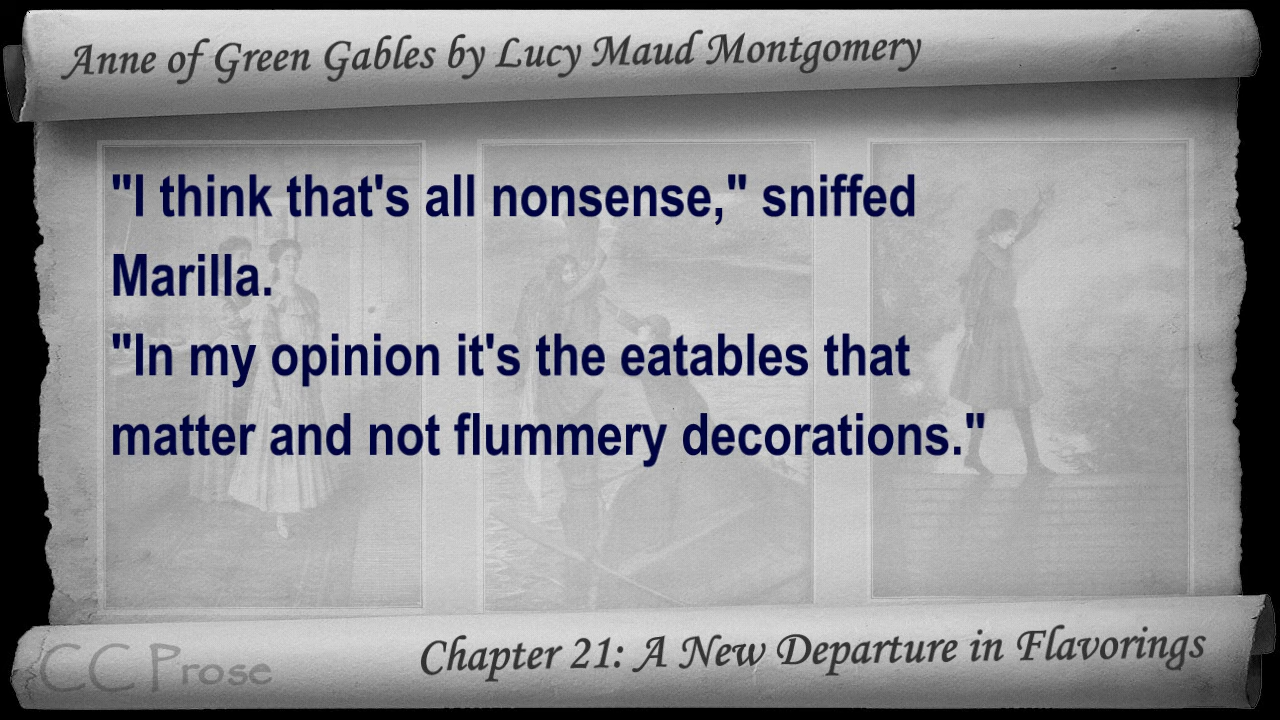 Anne of Green Gables by Lucy Maud Montgomery
"I think that's all nonsense," sniffed
Marilla.
"In my opinion it's the eatables that
matter and not flummery decorations."
CC Prose
Chapter 21: A New Departure in Flavorings